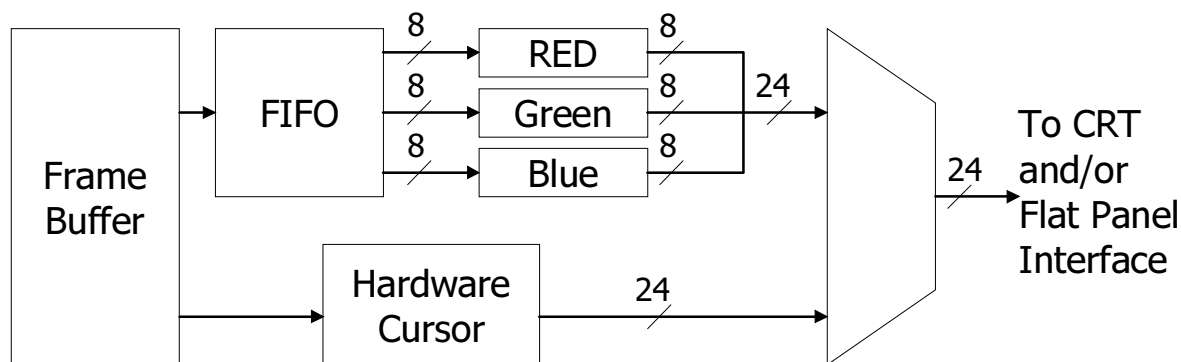 Frame
Buffer
FIFO
8
8
8
RED
Green
Blue
8
8
8
24
Hardware
Cursor
24
24
To CRT
and/or
Flat Panel
Interface